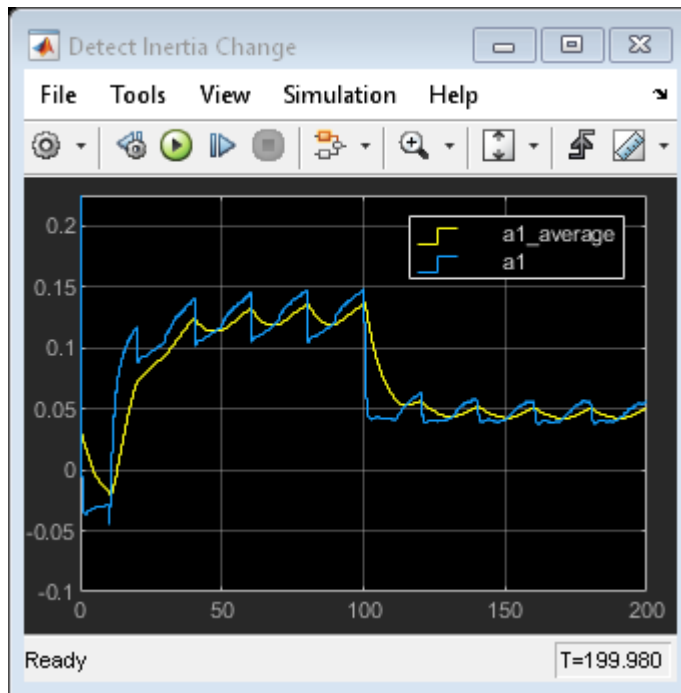 Detect Inertia Change
File Tools View Simulation Help
a1_average
a1
0.2
0.15
0.1
0.05
0
-0.05
-0.1
0 50 100 150 200
Ready T=199.980